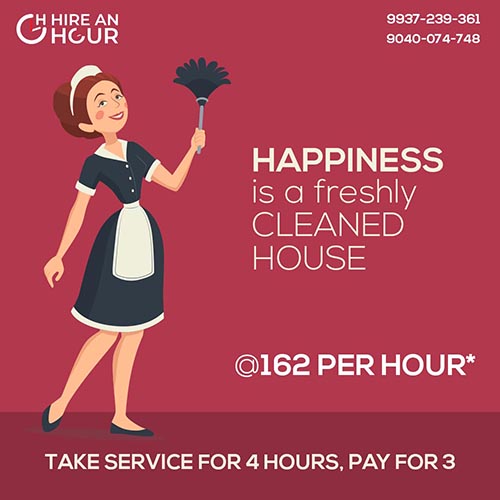 HIRE AN
HOUR
9937-239-361
9040-074-748
HAPPINESS
is a freshly
CLEANED
HOUSE
@162 PER HOUR*
TAKE SERVICE FOR 4 HOURS, PAY FOR 3